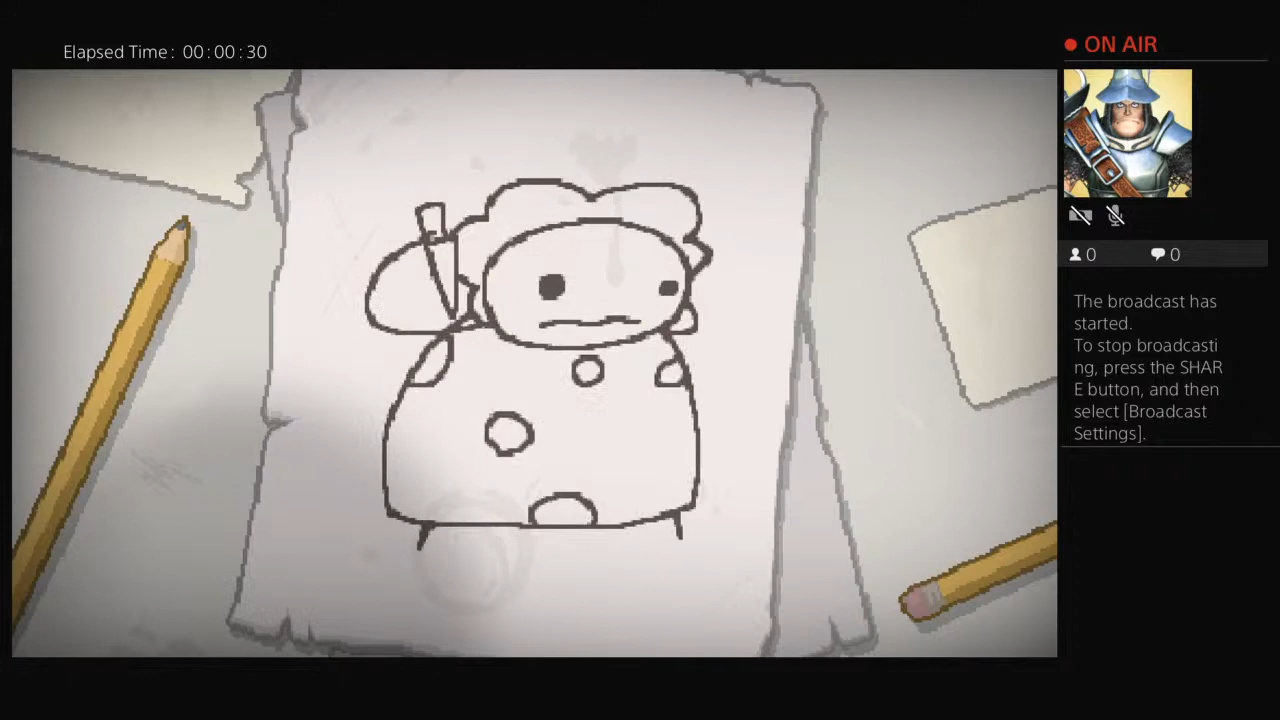 Elapsed Time: 00:00:30
ON AIR
0 0
The broadcast has
started.
To stop broadcasti
ng, press the SHAR
E button, and then
select [Broadcast
Settings].